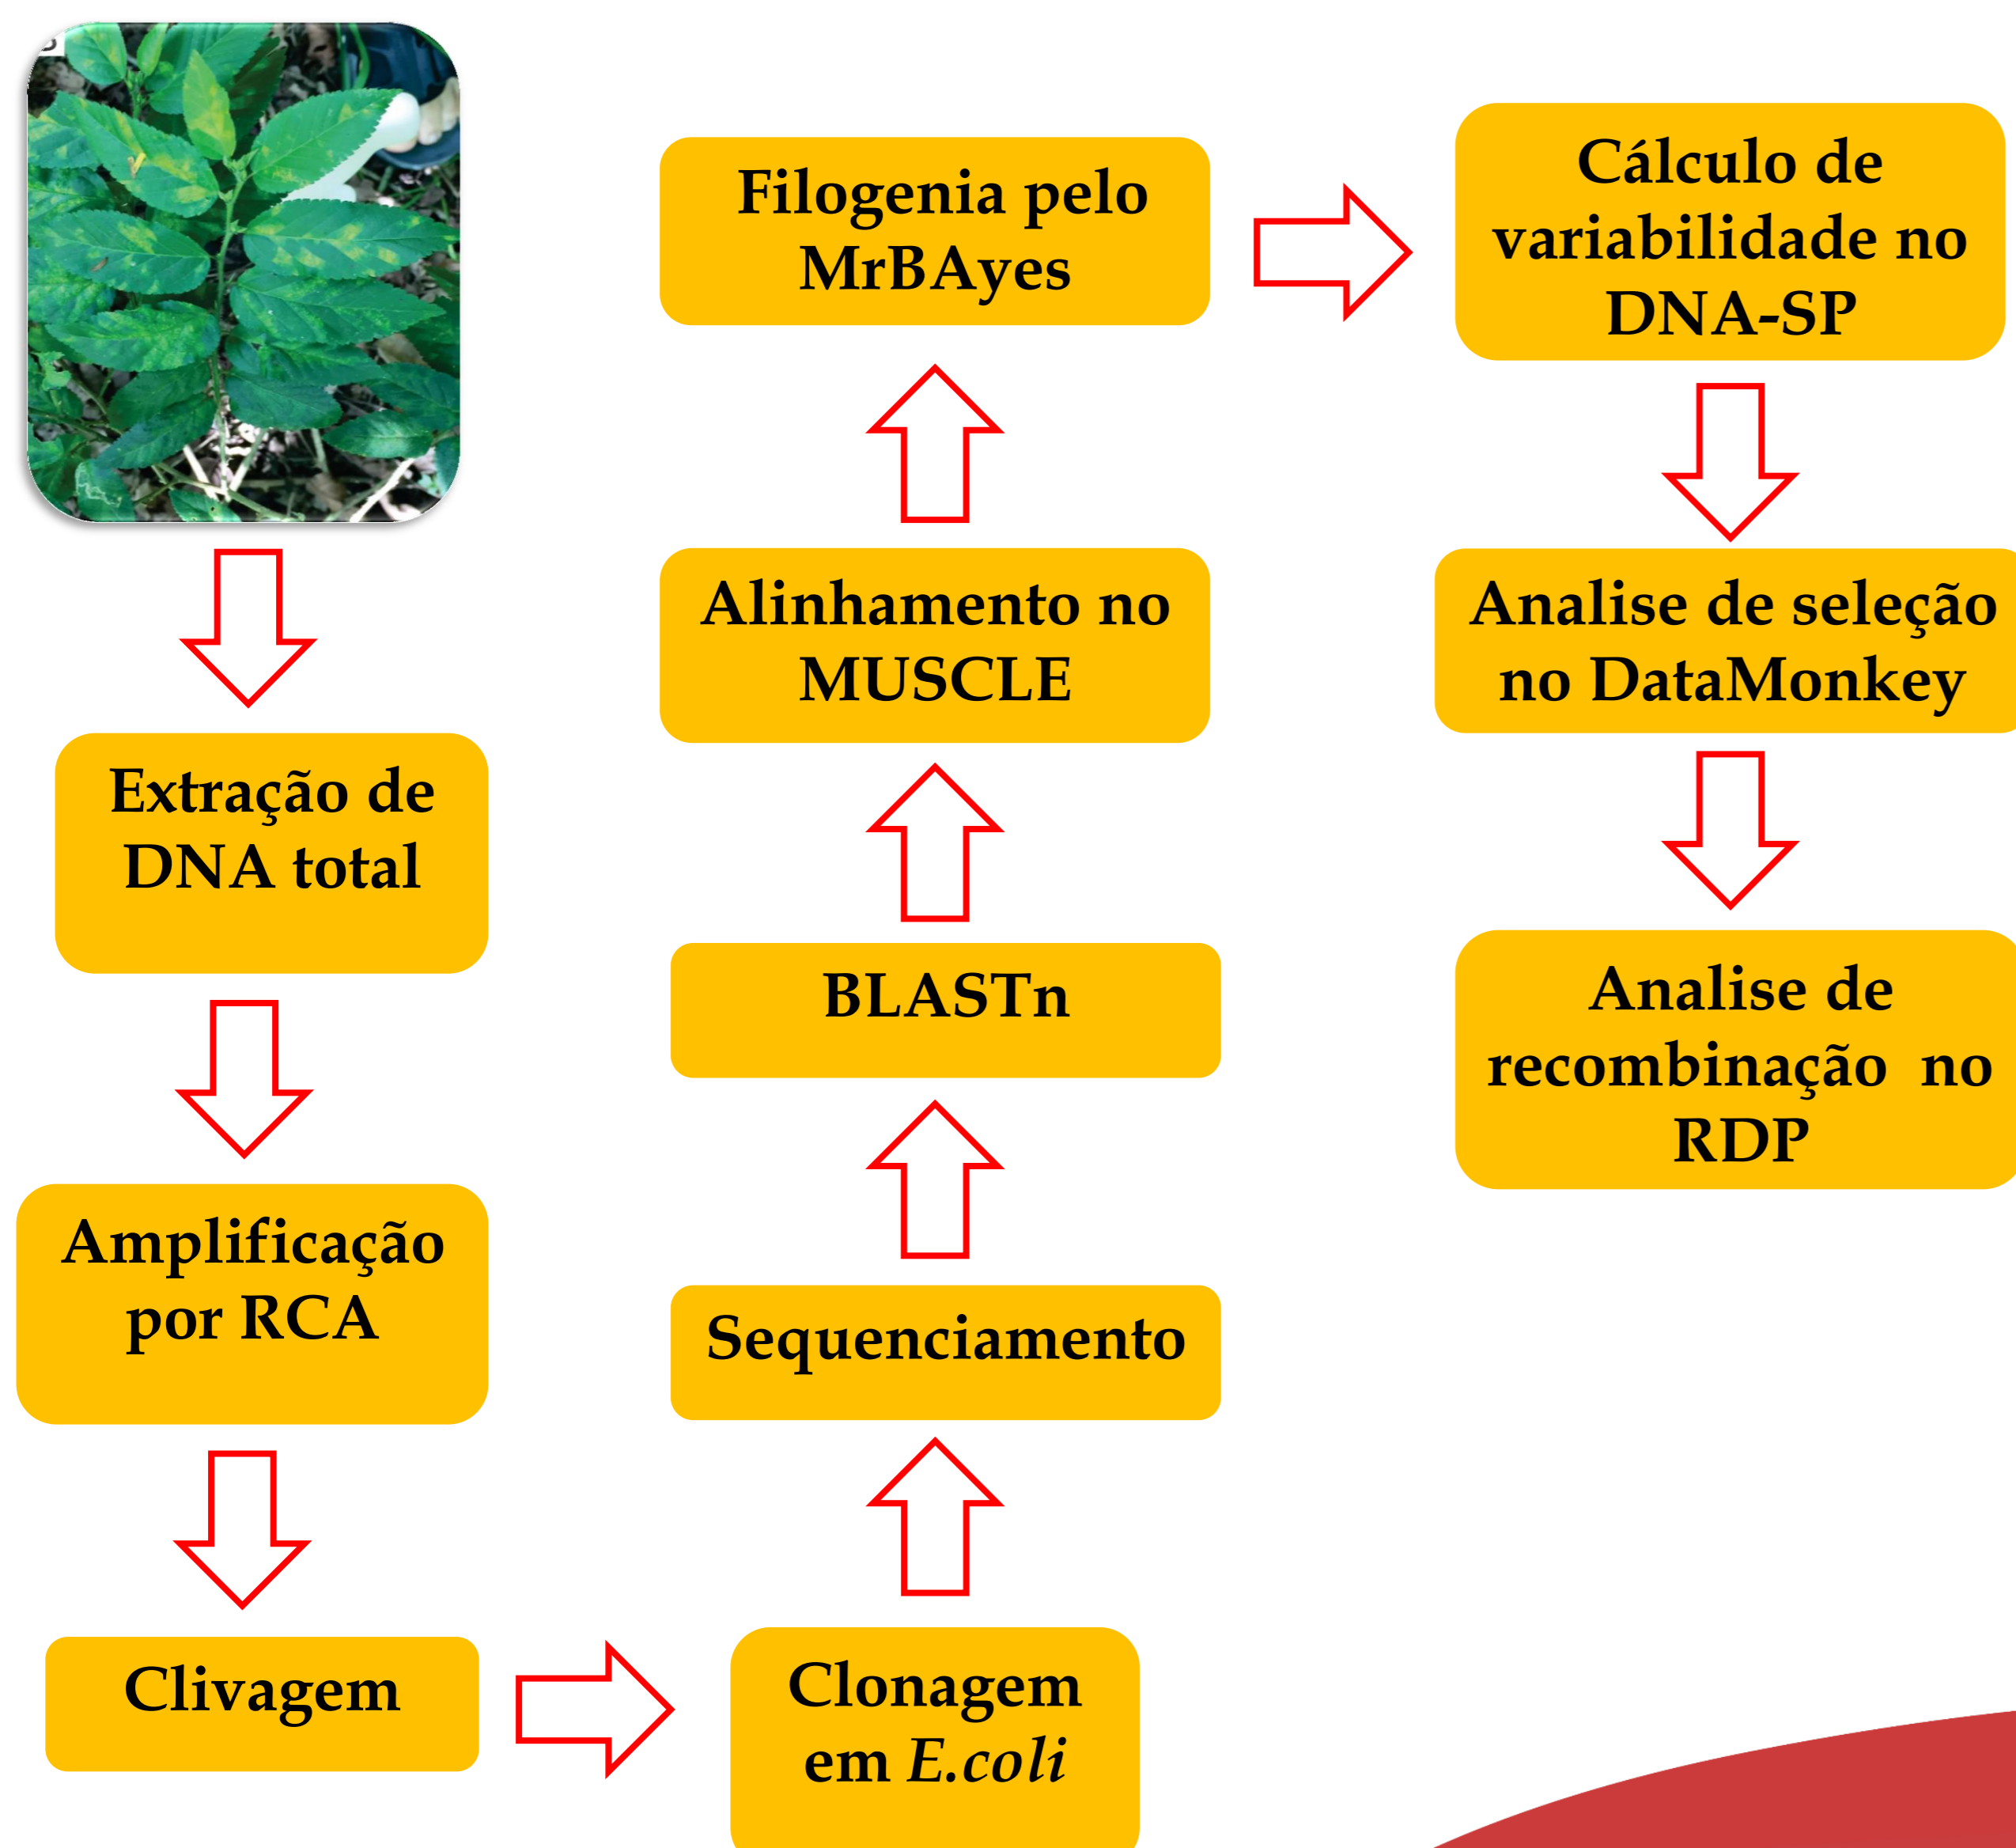 Extração de
DNA total
Amplificação
por RCA
Clivagem
Clonagem
em E.coli
Sequenciamento
BLASTn
Alinhamento no
MUSCLE
Filogenia pelo
MrBAyes
Cálculo de
variabilidade no
DNA-SP
Analise de seleção
no DataMonkey
Analise de
recombinação no
RDP